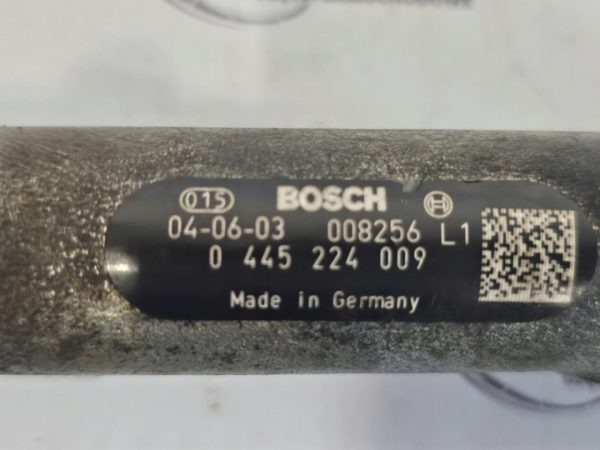 015 BOSCH
04-06-03 008256 L1
0 445 224 009
Made in Germany